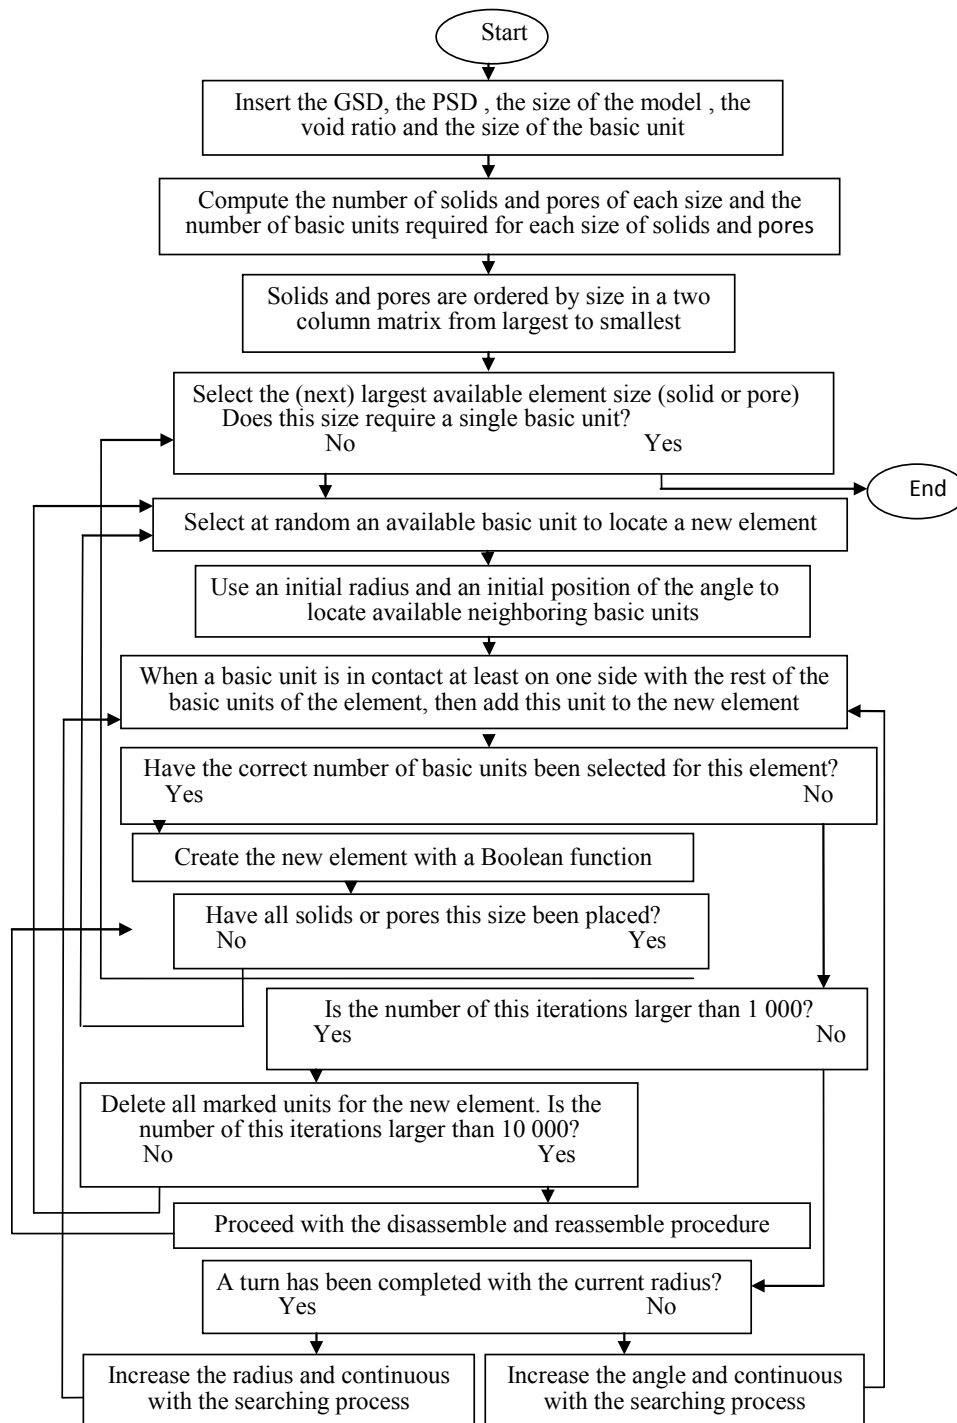 Start
Insert the GSD, the PSD , the size of the model , the
void ratio and the size of the basic unit
Compute the number of solids and pores of each size and the
number of basic units required for each size of solids and pores
Solids and pores are ordered by size in a two
column matrix from largest to smallest
Select the (next) largest available element size (solid or pore)
Does this size require a single basic unit?
No Yes
End
Select at random an available basic unit to locate a new element
Use an initial radius and an initial position of the angle to
locate available neighboring basic units
When a basic unit is in contact at least on one side with the rest of the
basic units of the element, then add this unit to the new element
Have the correct number of basic units been selected for this element?
Yes No
Create the new element with a Boolean function
Have all solids or pores this size been placed?
No Yes
Is the number of this iterations larger than 1 000?
Yes No
Delete all marked units for the new element. Is the
number of this iterations larger than 10 000?
No Yes
Proceed with the disassemble and reassemble procedure
A turn has been completed with the current radius?
Yes No
Increase the radius and continuous
with the searching process
Increase the angle and continuous
with the searching process